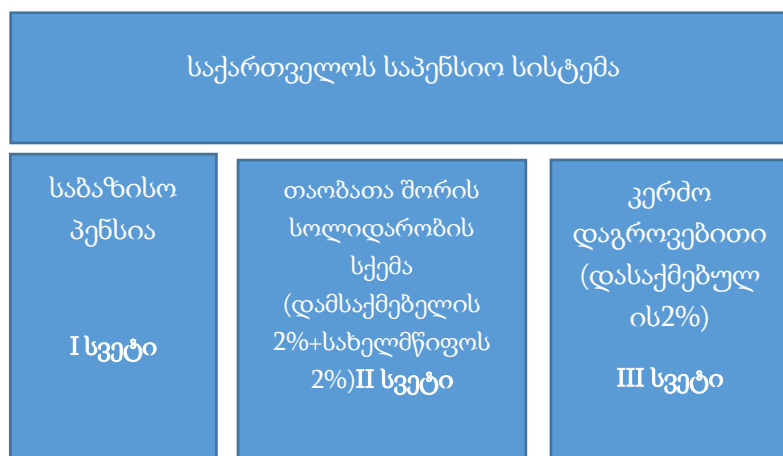 საქართველოს საპენსიო სისტემა
საბაზისო
პენსია
I სვეტი
თაობათა შორის
სოლიდარობის
სქემა
(დამსაქმებელის
2%+სახელმწიფოს
2%)II სვეტი
კერძო
დაგროვებითი
(დასაქმებულ
ის2%)
III სვეტი